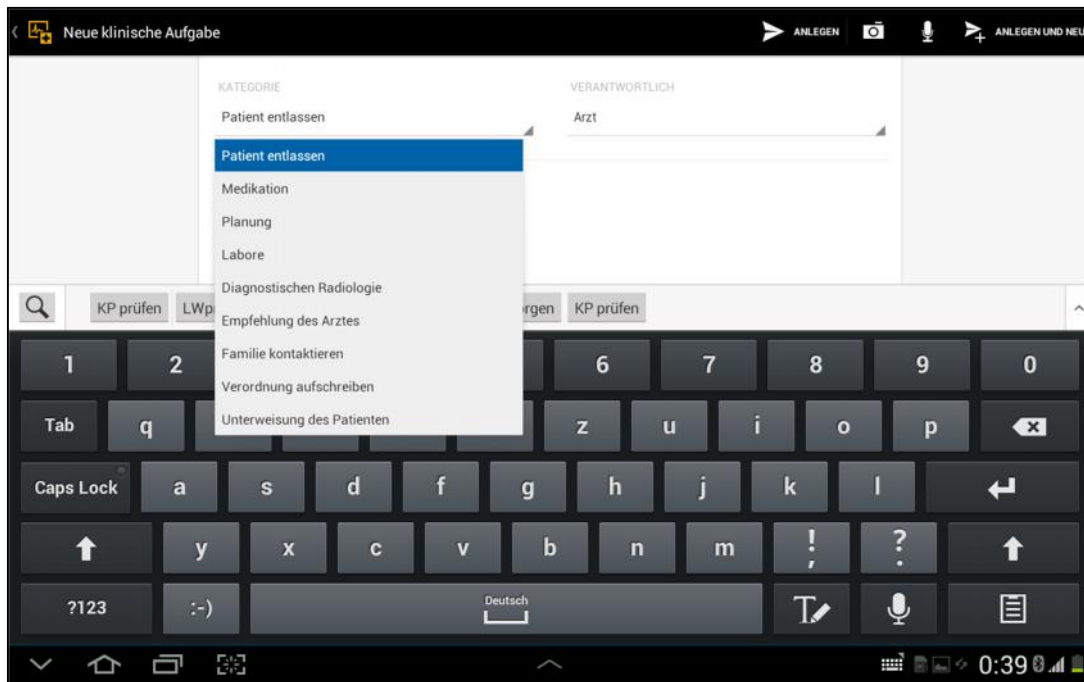 Neue klinische Aufgabe ANLEGEN ANLEGEN UND NEU
KATEGORIE VERANTWORTLICH
Patient entlassen Arzt
Patient entlassen
Medikation
Planung
Labore
Diagnostischen Radiologie
Empfehlung des Arztes
Familie kontaktieren
Verordnung aufschreiben
Unterweisung des Patienten
KP prüfen KP prüfen
1 2 6 7 8 9 0
Tab q z u i o p
Caps Lock a s d f g h j k l
y x c v b n m ! , ? .
?123 :-) Deutsch
0:39